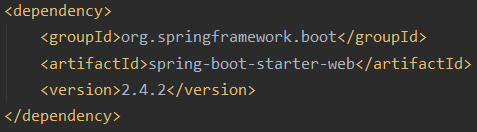 <dependency>
    <groupId>org.springframework.boot</groupId>
    <artifactId>spring-boot-starter-web</artifactId>
    <version>2.4.2</version>
</dependency>